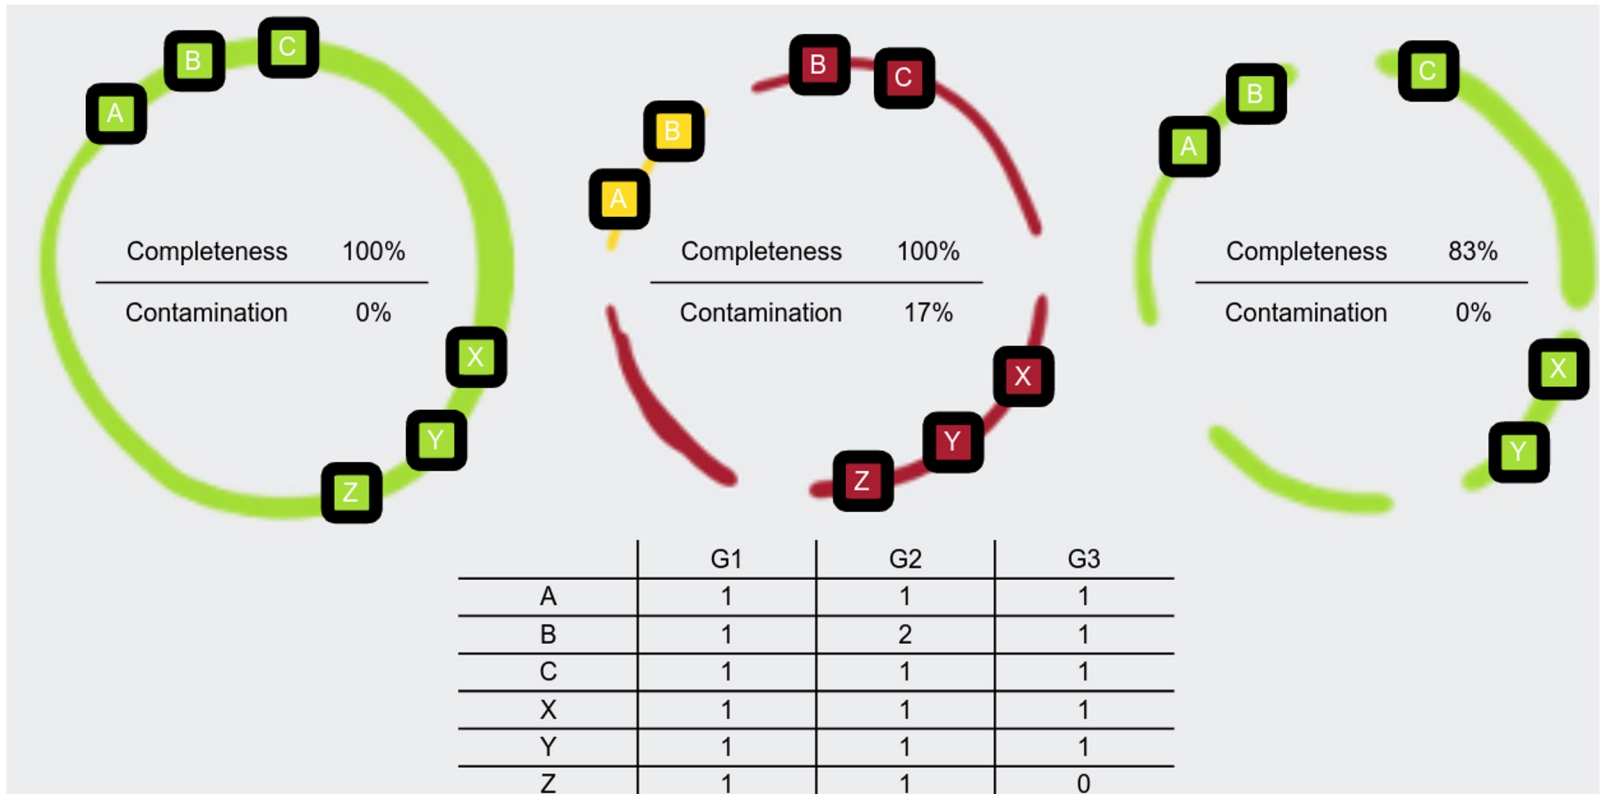 A
B
C
X
Y
Z
Completeness 100%
Contamination 0%
A
B
B
C
X
Y
Z
Completeness 100%
Contamination 17%
A
B
C
X
Y
Completeness 83%
Contamination 0%
G1 G2 G3
A 1 1 1
B 1 2 1
C 1 1 1
X 1 1 1
Y 1 1 1
Z 1 1 0